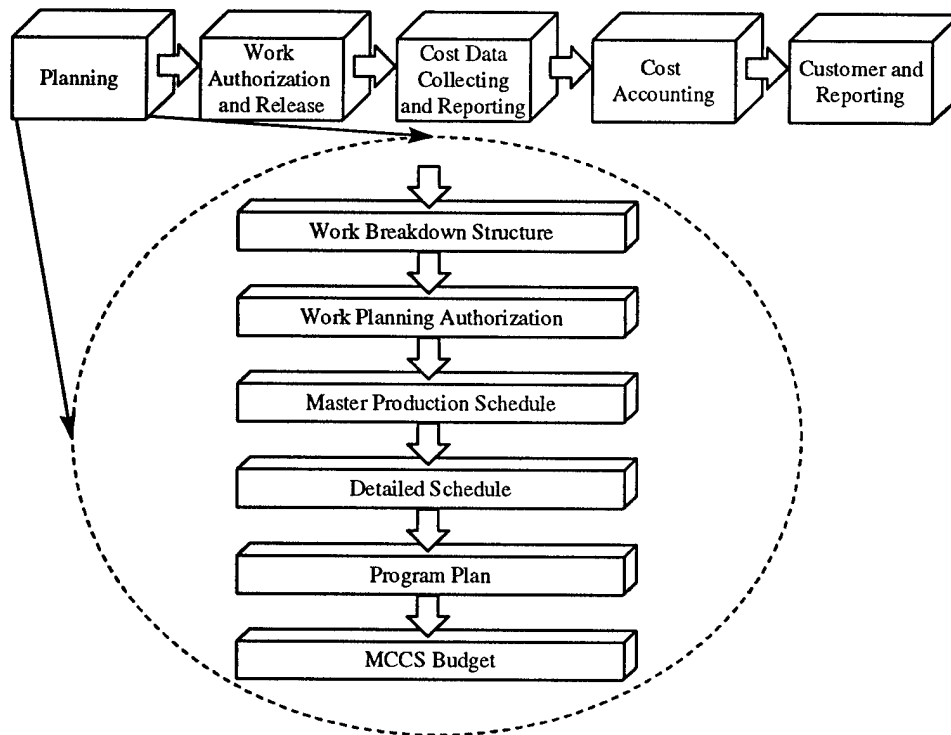 Planning
Work
Authorization
and Release
Cost Data
Collecting
and Reporting
Cost
Accounting
Customer and
Reporting
Work Breakdown Structure
Work Planning Authorization
Master Production Schedule
Detailed Schedule
Program Plan
MCCS Budget